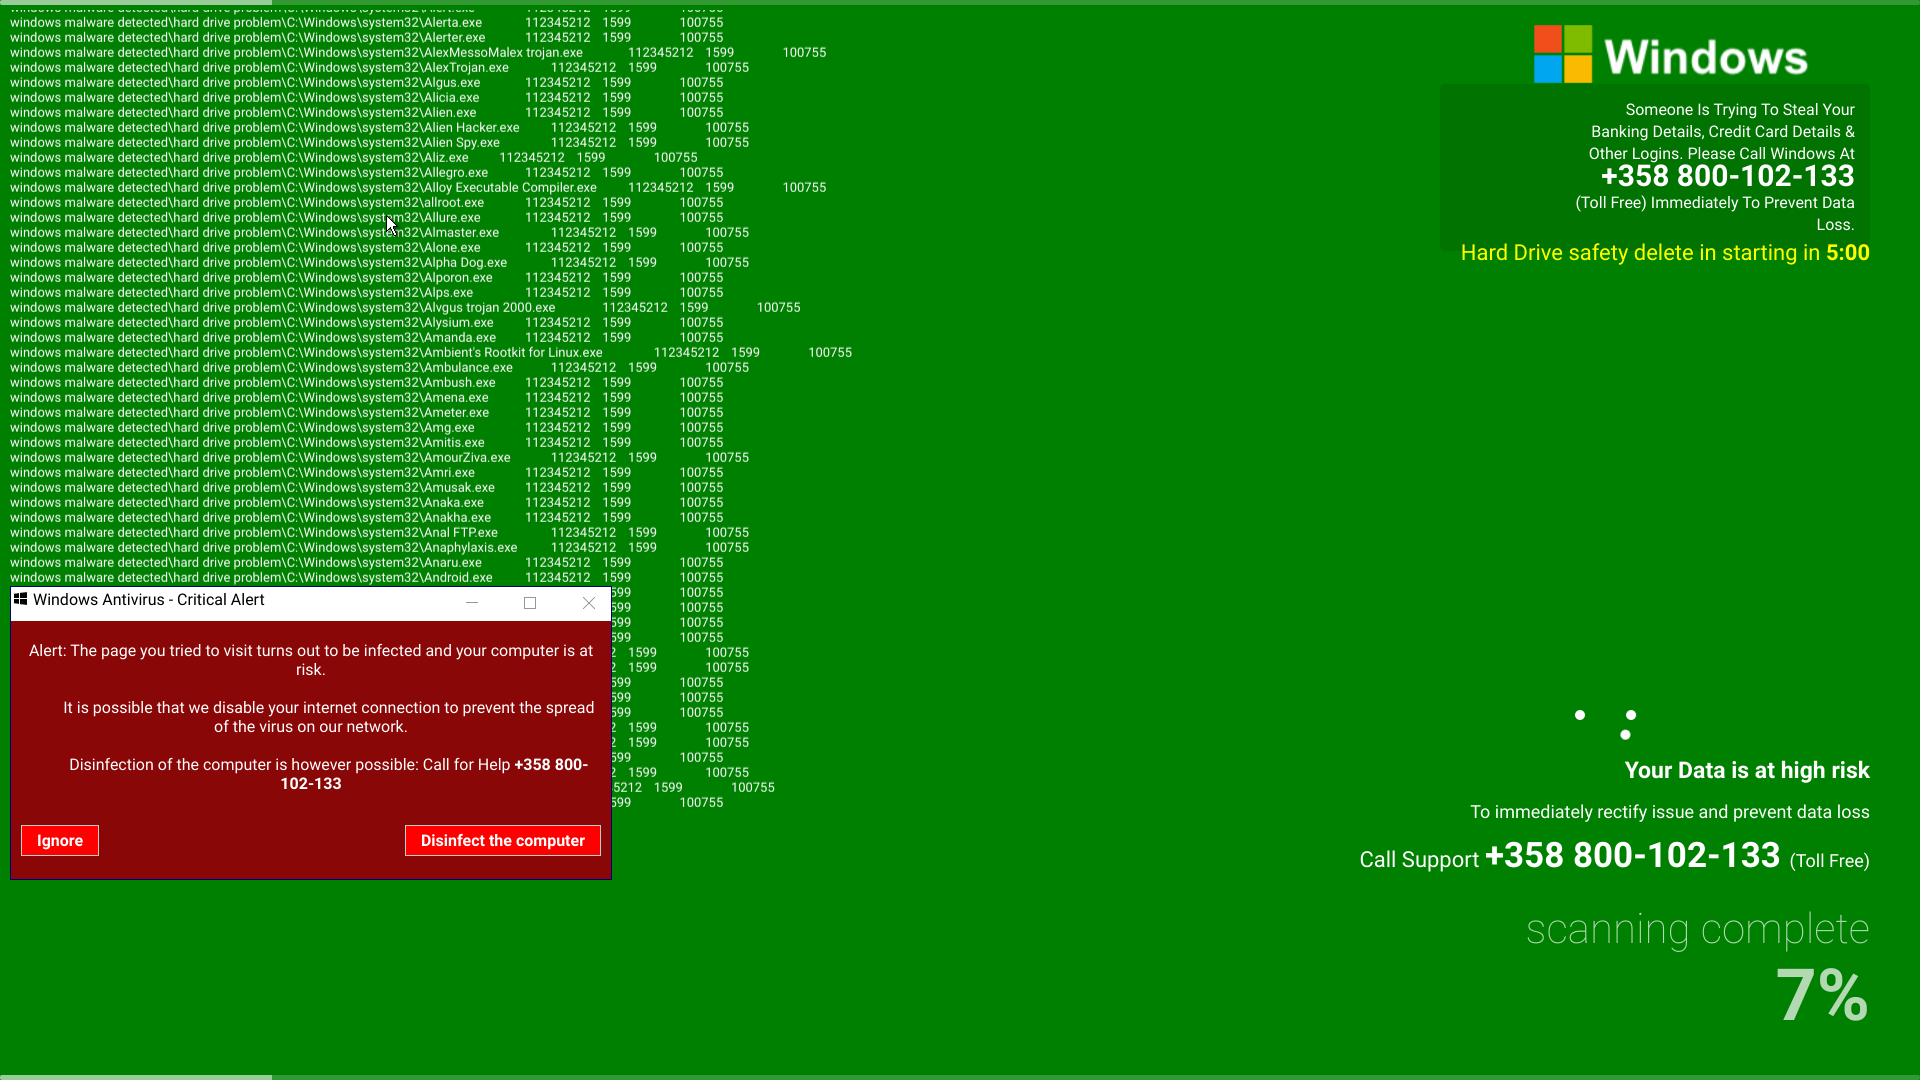 windows malware detected\hard drive problem\C:\Windows\system32\Alerta.exe 112345212 1599 100755
windows malware detected\hard drive problem\C:\Windows\system32\Alerter.exe 112345212 1599 100755
windows malware detected\hard drive problem\C:\Windows\system32\AlexMessoMalex trojan.exe 112345212 1599 100755
windows malware detected\hard drive problem\C:\Windows\system32\AlexTrojan.exe 112345212 1599 100755
windows malware detected\hard drive problem\C:\Windows\system32\Algus.exe 112345212 1599 100755
windows malware detected\hard drive problem\C:\Windows\system32\Alicia.exe 112345212 1599 100755
windows malware detected\hard drive problem\C:\Windows\system32\Alien.exe 112345212 1599 100755
windows malware detected\hard drive problem\C:\Windows\system32\Alien Hacker.exe 112345212 1599 100755
windows malware detected\hard drive problem\C:\Windows\system32\Alien Spy.exe 112345212 1599 100755
windows malware detected\hard drive problem\C:\Windows\system32\Aliz.exe 112345212 1599 100755
windows malware detected\hard drive problem\C:\Windows\system32\Allegro.exe 112345212 1599 100755
windows malware detected\hard drive problem\C:\Windows\system32\Alloy Executable Compiler.exe 112345212 1599 100755
windows malware detected\hard drive problem\C:\Windows\system32\allroot.exe 112345212 1599 100755
windows malware detected\hard drive problem\C:\Windows\system32\Allure.exe 112345212 1599 100755
windows malware detected\hard drive problem\C:\Windows\system32\Almaster.exe 112345212 1599 100755
windows malware detected\hard drive problem\C:\Windows\system32\Alone.exe 112345212 1599 100755
windows malware detected\hard drive problem\C:\Windows\system32\Alpha Dog.exe 112345212 1599 100755
windows malware detected\hard drive problem\C:\Windows\system32\Alporon.exe 112345212 1599 100755
windows malware detected\hard drive problem\C:\Windows\system32\Alps.exe 112345212 1599 100755
windows malware detected\hard drive problem\C:\Windows\system32\Alvgus trojan 2000.exe 112345212 1599 100755
windows malware detected\hard drive problem\C:\Windows\system32\Alysium.exe 112345212 1599 100755
windows malware detected\hard drive problem\C:\Windows\system32\Amanda.exe 112345212 1599 100755
windows malware detected\hard drive problem\C:\Windows\system32\Ambient's Rootkit for Linux.exe 112345212 1599 100755
windows malware detected\hard drive problem\C:\Windows\system32\Ambulance.exe 112345212 1599 100755
windows malware detected\hard drive problem\C:\Windows\system32\Ambush.exe 112345212 1599 100755
windows malware detected\hard drive problem\C:\Windows\system32\Amena.exe 112345212 1599 100755
windows malware detected\hard drive problem\C:\Windows\system32\Ameter.exe 112345212 1599 100755
windows malware detected\hard drive problem\C:\Windows\system32\Amg.exe 112345212 1599 100755
windows malware detected\hard drive problem\C:\Windows\system32\Amitis.exe 112345212 1599 100755
windows malware detected\hard drive problem\C:\Windows\system32\AmourZiva.exe 112345212 1599 100755
windows malware detected\hard drive problem\C:\Windows\system32\Amri.exe 112345212 1599 100755
windows malware detected\hard drive problem\C:\Windows\system32\Amusak.exe 112345212 1599 100755
windows malware detected\hard drive problem\C:\Windows\system32\Anaka.exe 112345212 1599 100755
windows malware detected\hard drive problem\C:\Windows\system32\Anakha.exe 112345212 1599 100755
windows malware detected\hard drive problem\C:\Windows\system32\Anal FTP.exe 112345212 1599 100755
windows malware detected\hard drive problem\C:\Windows\system32\Anaphylaxis.exe 112345212 1599 100755
windows malware detected\hard drive problem\C:\Windows\system32\Anaru.exe 112345212 1599 100755
windows malware detected\hard drive problem\C:\Windows\system32\Android.exe 112345212 1599 100755
100755
100755
100755
100755
1599 100755
1599 100755
100755
100755
100755
1599 100755
1599 100755
100755
1599 100755
1599 100755
100755
Windows Antivirus - Critical Alert
Alert: The page you tried to visit turns out to be infected and your computer is at
risk.
It is possible that we disable your internet connection to prevent the spread
of the virus on our network.
Disinfection of the computer is however possible: Call for Help +358 800-
102-133
Ignore
Disinfect the computer
Windows
Someone Is Trying To Steal Your
Banking Details, Credit Card Details &
Other Logins. Please Call Windows At
+358 800-102-133
(Toll Free) Immediately To Prevent Data
Loss.
Hard Drive safety delete in starting in 5:00
Your Data is at high risk
To immediately rectify issue and prevent data loss
Call Support +358 800-102-133 (Toll Free)
scanning complete
7%